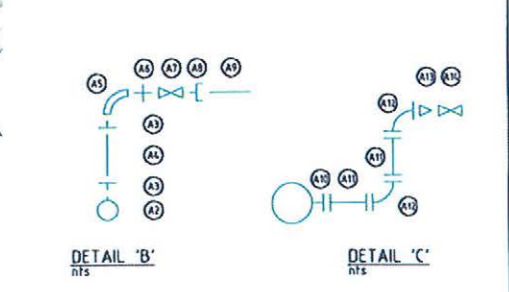 A5 A6 A7 A8 A9
A3
A4
A3
A2
DETAIL 'B'
nts
A13 A14
A12
A11
A10 A11
A12
DETAIL 'C'
nts